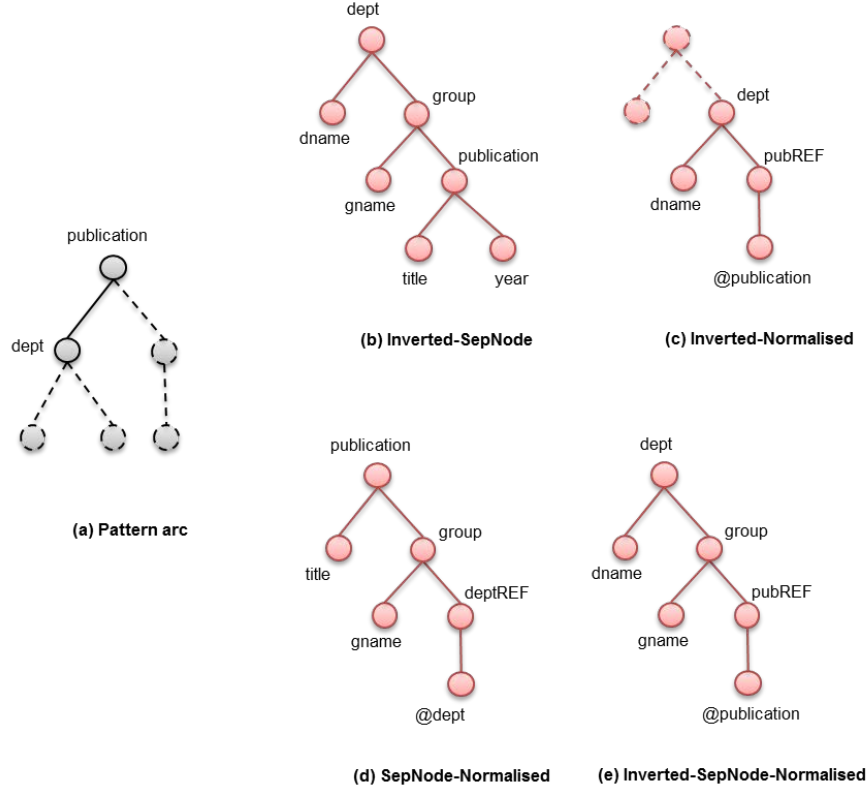 publication
dept
(a) Pattern arc
dept
dname
group
gname
publication
title
year
(b) Inverted-SepNode
dept
dname
pubREF
@publication
(c) Inverted-Normalised
publication
title
group
gname
deptREF
@dept
(d) SepNode-Normalised
dept
dname
group
gname
pubREF
@publication
(e) Inverted-SepNode-Normalised